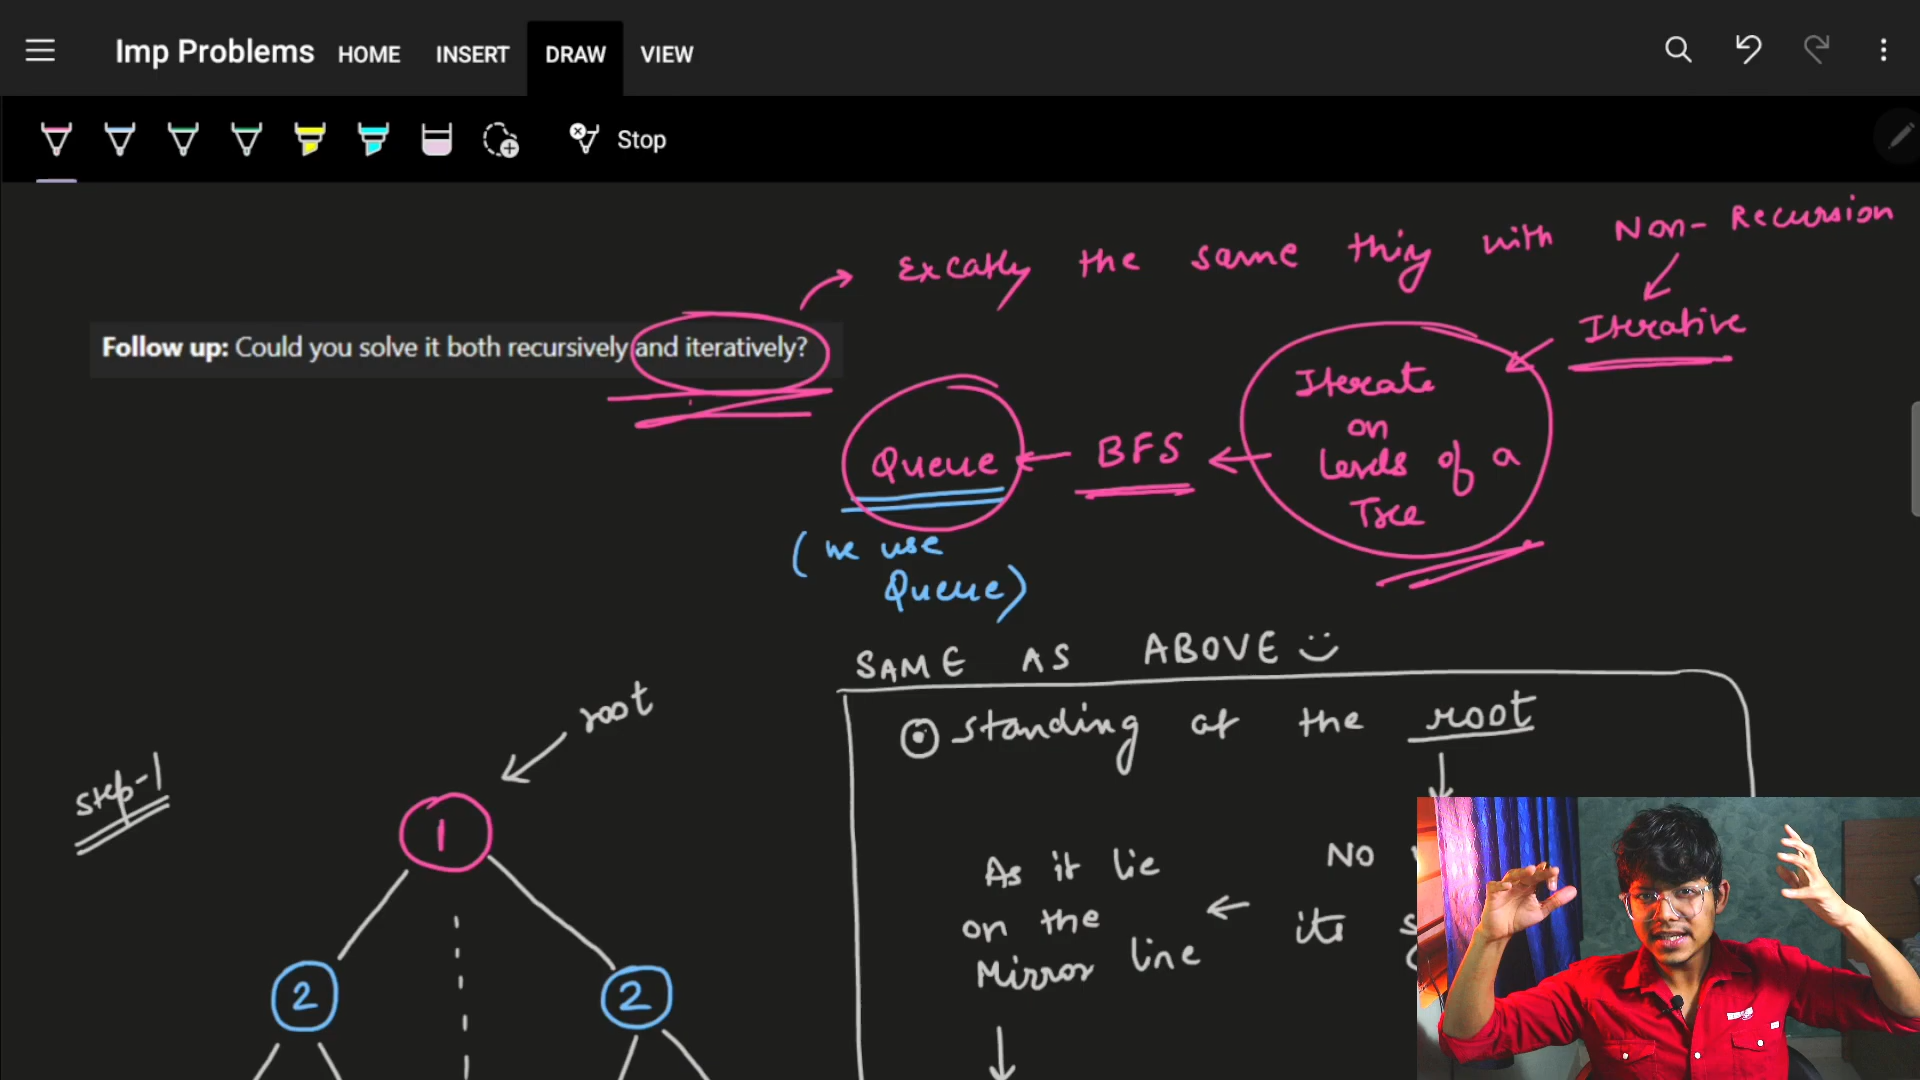 Imp Problems HOME INSERT DRAW VIEW
Stop
Excatly the same thing with Non-Recursion
Iterative
Follow up: Could you solve it both recursively and iteratively?
Iterate
on
levels of a
Tree
BFS
Queue
(we use
Queue)
SAME AS ABOVE
standing at the root
root
step-1
1
As it lie
on the
Mirror line
No
its
2
2